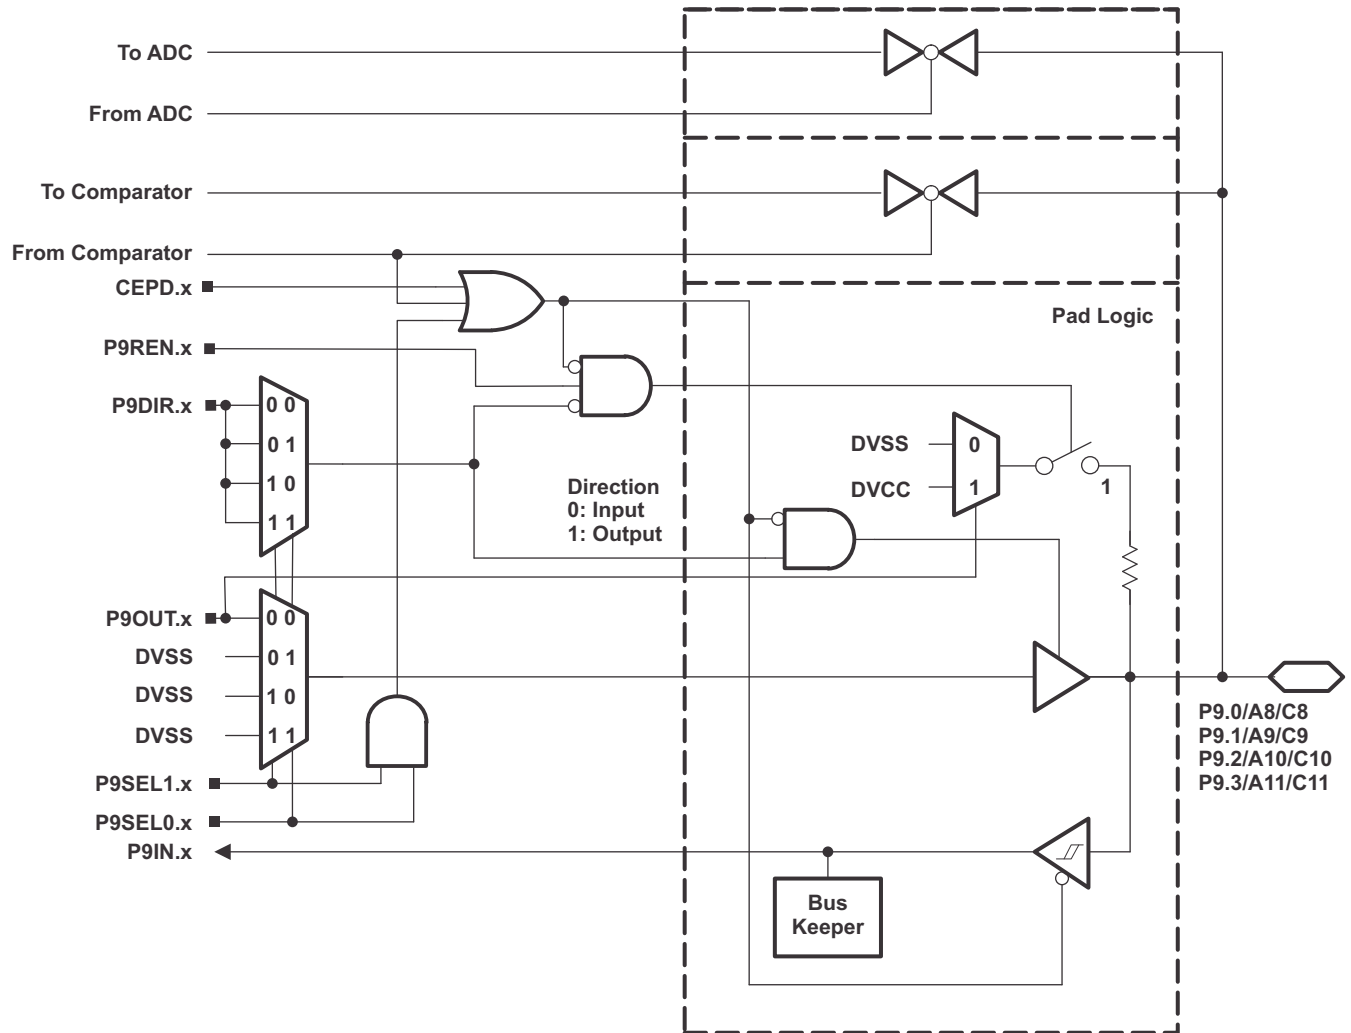 To ADC
From ADC
To Comparator
From Comparator
CEPD.x
Pad Logic
P9REN.x
P9DIR.x
0 0
0 1
1 0
1 1
DVSS
0
DVCC
1
1
Direction
0: Input
1: Output
P9OUT.x
0 0
DVSS
0 1
DVSS
1 0
DVSS
1 1
P9.0/A8/C8
P9.1/A9/C9
P9.2/A10/C10
P9.3/A11/C11
P9SEL1.x
P9SEL0.x
P9IN.x
Bus
Keeper